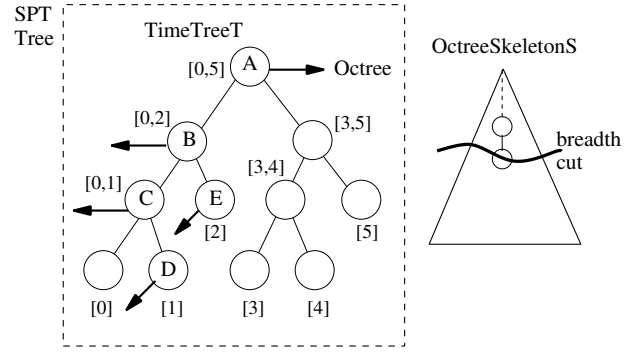 SPT
Tree
TimeTreeT
[0,5]
A
Octree
OctreeSkeletonS
[0,2]
B
[3,5]
breadth
cut
[0,1]
C
E
[2]
[3,4]
[5]
D
[0]
[1]
[3]
[4]